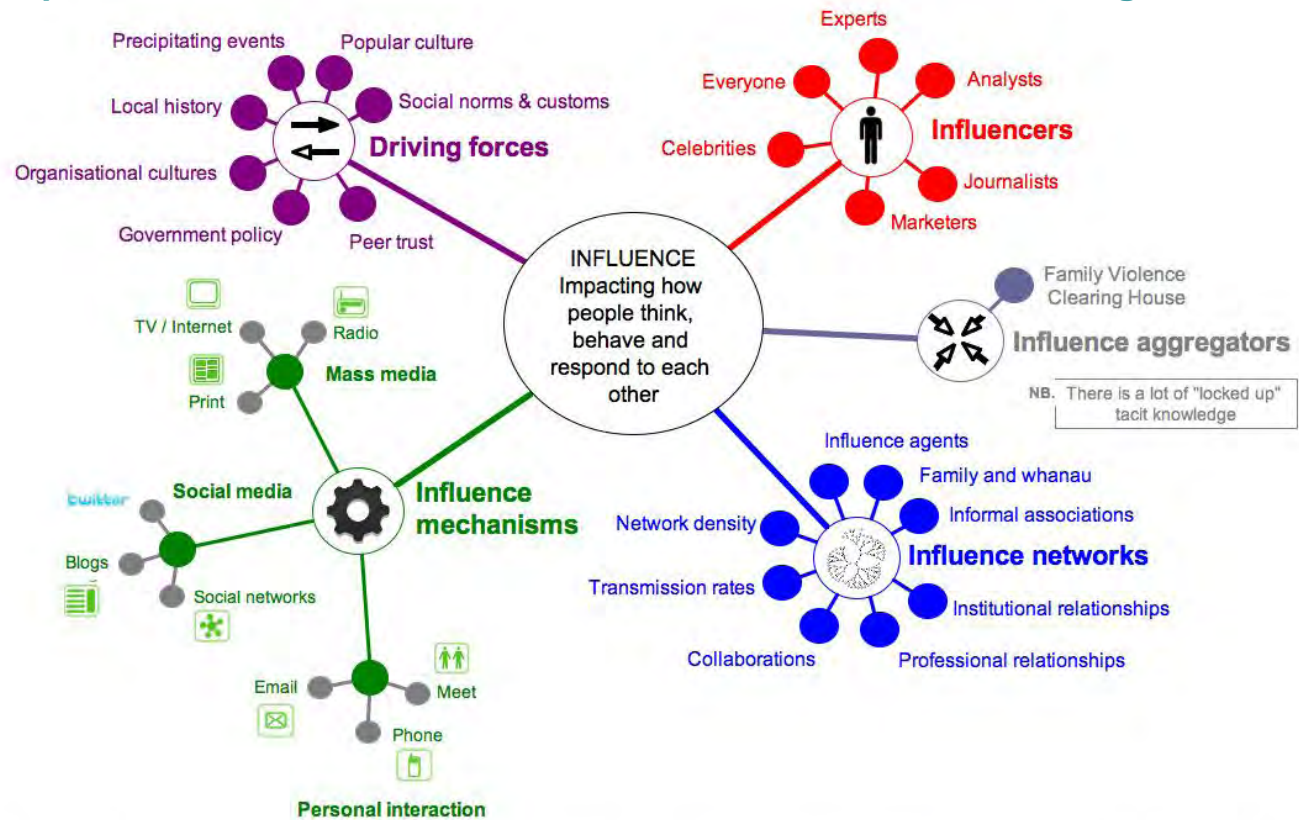 Precipitating events
Popular culture
Local history
Social norms & customs
Driving forces
Organisational cultures
Government policy
Peer trust
Experts
Everyone
Analysts
Influencers
Celebrities
Journalists
Marketers
INFLUENCE
Impacting how
people think,
behave and
respond to each
other
Family Violence
Clearing House
Influence aggregators
NB. There is a lot of "locked up"
tacit knowledge
TV / Internet
Radio
Mass media
Print
Social media
Influence
mechanisms
twitter
Blogs
Social networks
Email
Meet
Phone
Personal interaction
Influence agents
Family and whanau
Network density
Informal associations
Influence networks
Transmission rates
Institutional relationships
Collaborations
Professional relationships